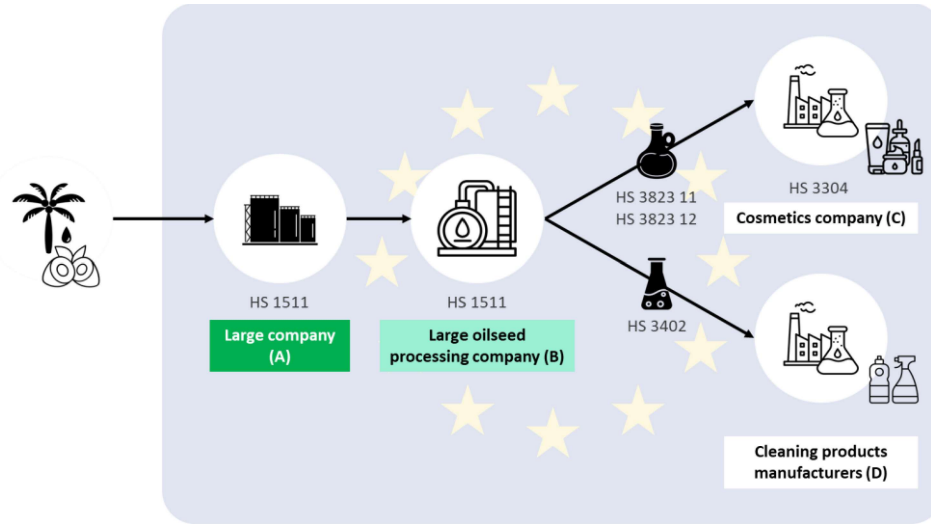 HS 1511
Large company
(A)
HS 1511
Large oilseed
processing company (B)
HS 3823 11
HS 3823 12
HS 3304
Cosmetics company (C)
HS 3402
Cleaning products
manufacturers (D)